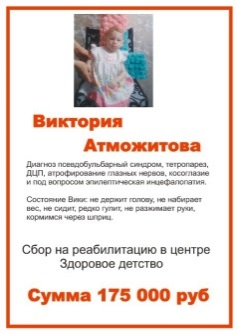 Виктория
Атможитова
Диагноз псевдобульбарный синдром, тетропарез,
ДЦП, атрофирование глазных нервов, косоглазие
и под вопросом эпилептическая инцефалопатия.
Состояние Вики: не держит голову, не набирает
вес, не сидит, редко гулит, не разжимает руки,
кормимся через шприц.
Сбор на реабилитацию в центре
Здоровое детство
Сумма 175 000 руб